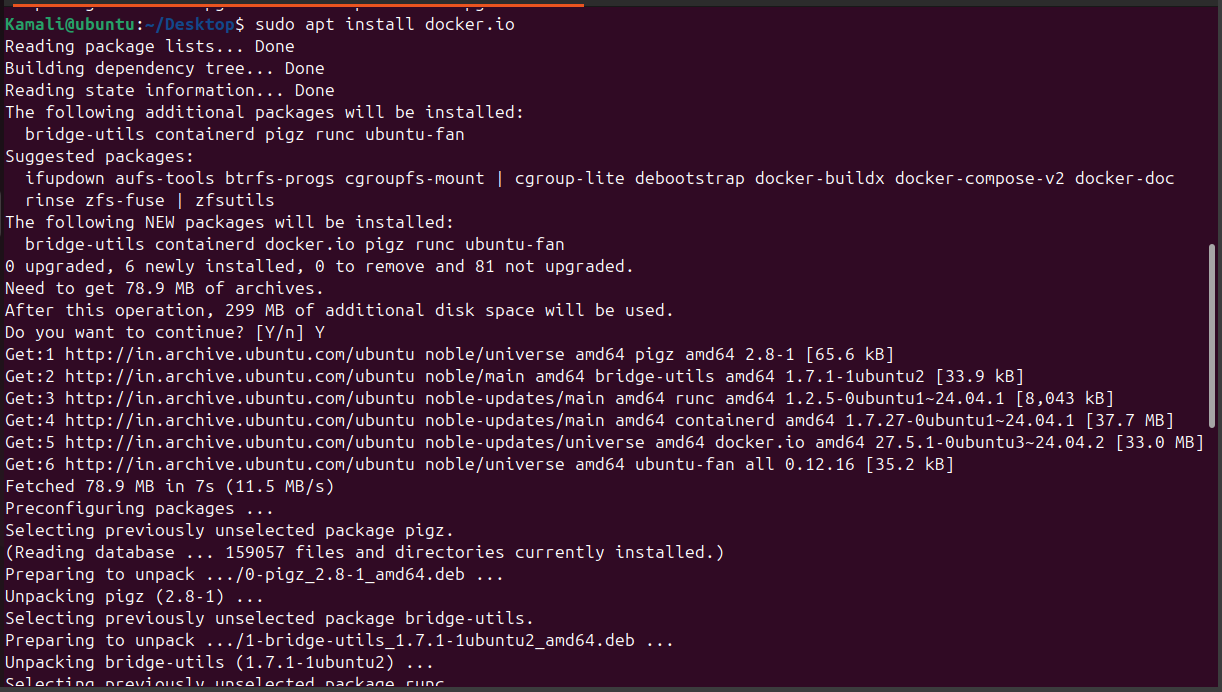 Kamali@ubuntu:~/Desktop$ sudo apt install docker.io
Reading package lists... Done
Building dependency tree... Done
Reading state information... Done
The following additional packages will be installed:
  bridge-utils containerd pigz runc ubuntu-fan
Suggested packages:
  ifupdown aufs-tools btrfs-progs cgroupfs-mount | cgroup-lite debootstrap docker-buildx docker-compose-v2 docker-doc
  rinse zfs-fuse | zfsutils
The following NEW packages will be installed:
  bridge-utils containerd docker.io pigz runc ubuntu-fan
0 upgraded, 6 newly installed, 0 to remove and 81 not upgraded.
Need to get 78.9 MB of archives.
After this operation, 299 MB of additional disk space will be used.
Do you want to continue? [Y/n] Y
Get:1 http://in.archive.ubuntu.com/ubuntu noble/universe amd64 pigz amd64 2.8-1 [65.6 kB]
Get:2 http://in.archive.ubuntu.com/ubuntu noble/main amd64 bridge-utils amd64 1.7.1-1ubuntu2 [33.9 kB]
Get:3 http://in.archive.ubuntu.com/ubuntu noble-updates/main amd64 runc amd64 1.2.5-0ubuntu1~24.04.1 [8,043 kB]
Get:4 http://in.archive.ubuntu.com/ubuntu noble-updates/main amd64 containerd amd64 1.7.27-0ubuntu1~24.04.1 [37.7 MB]
Get:5 http://in.archive.ubuntu.com/ubuntu noble-updates/universe amd64 docker.io amd64 27.5.1-0ubuntu3~24.04.2 [33.0 MB]
Get:6 http://in.archive.ubuntu.com/ubuntu noble/universe amd64 ubuntu-fan all 0.12.16 [35.2 kB]
Fetched 78.9 MB in 7s (11.5 MB/s)
Preconfiguring packages ...
Selecting previously unselected package pigz.
(Reading database ... 159057 files and directories currently installed.)
Preparing to unpack .../0-pigz_2.8-1_amd64.deb ...
Unpacking pigz (2.8-1) ...
Selecting previously unselected package bridge-utils.
Preparing to unpack .../1-bridge-utils_1.7.1-1ubuntu2_amd64.deb ...
Unpacking bridge-utils (1.7.1-1ubuntu2) ...
Selecting previously unselected package runc